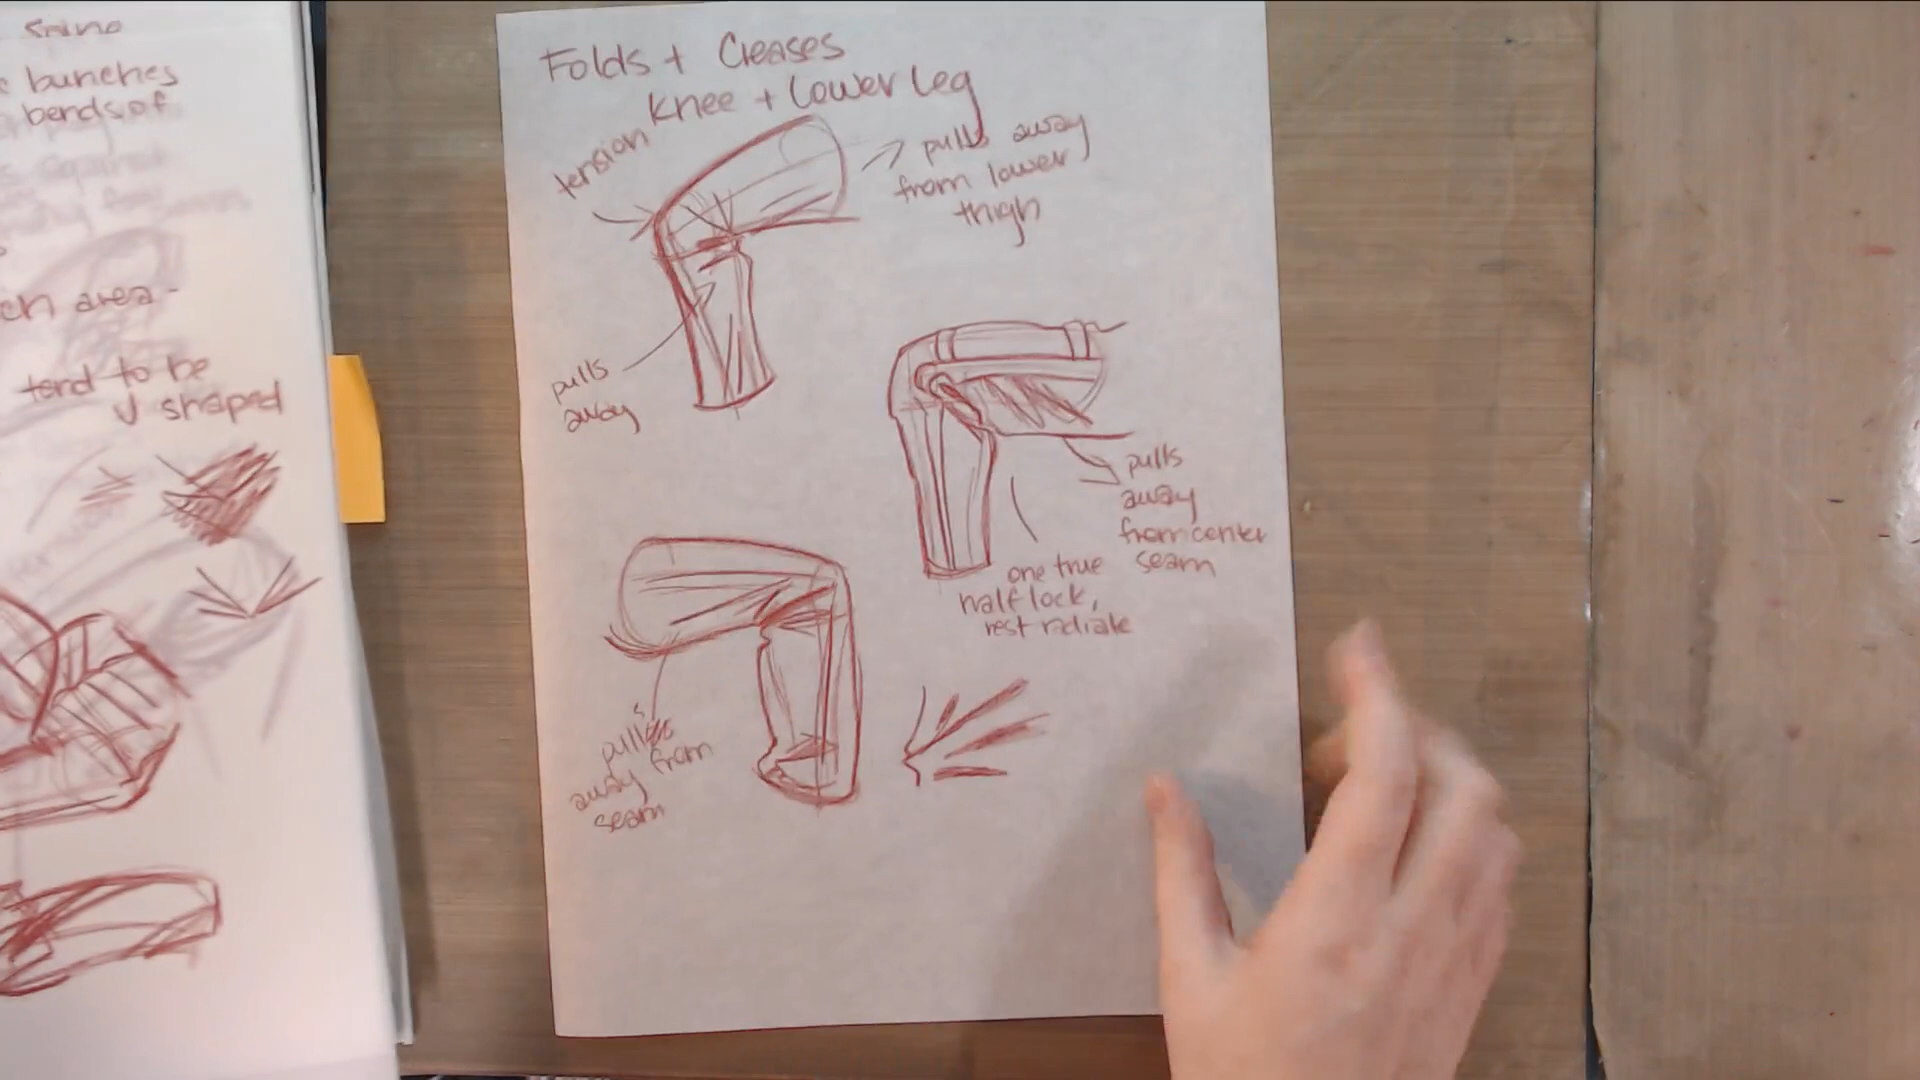 bunches
bends of
area -
tend to be
shaped
Folds + Creases
Knee + Lower Leg
tension
pulls away
from lower
thigh
pulls
away
pulls
away
from center
seam
one true
half lock,
rest radiate
pulls
away from
seam